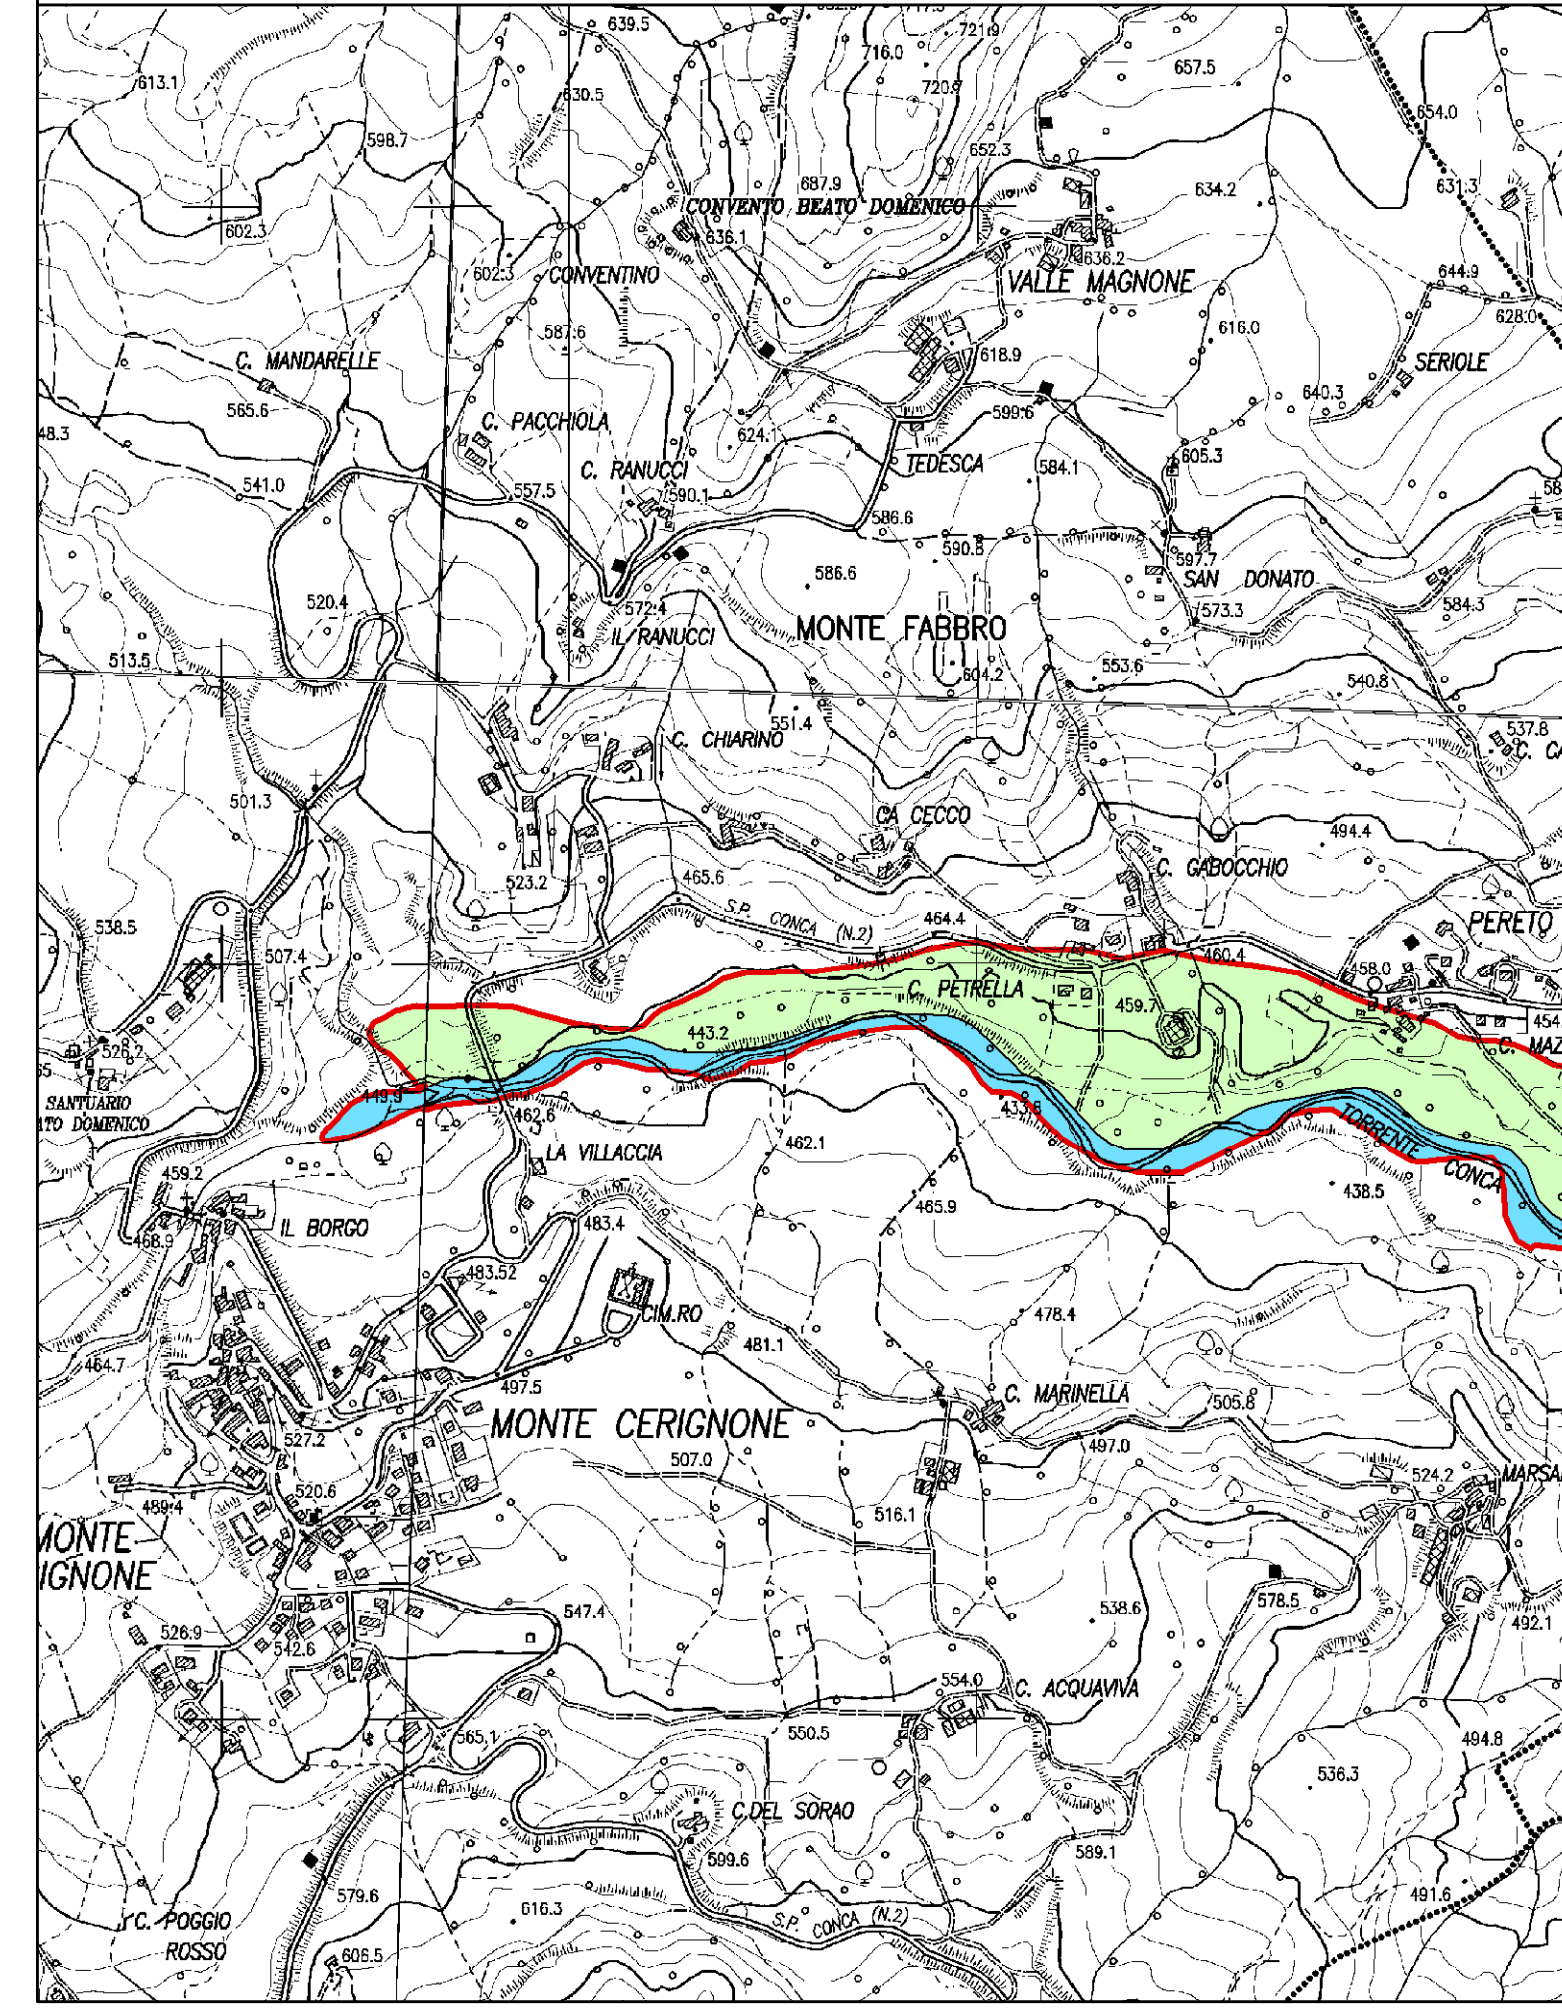 639.5
716.0
721.9
657.5
613.1
630.5
720.7
654.0
598.7
652.3
687.9
634.2
631.3
CONVENTO BEATO DOMENICO
602.3
636.1
636.2
602.3
CONVENTINO
VALLE MAGNONE
644.9
628.0
587.6
616.0
C. MANDARELLE
618.9
SERIOLE
565.6
640.3
C. PACCHIOLA
599.6
48.3
624.1
TEDESCA
605.3
C. RANUCCI
584.1
541.0
557.5
590.1
586.6
58
590.8
597.7
586.6
SAN DONATO
520.4
572.4
573.3
584.3
IL RANUCCI
MONTE FABBRO
513.5
553.6
604.2
540.8
551.4
537.8
C. CHIARINO
C. CA
501.3
CA CECCO
494.4
C. GABOCCHIO
523.2
465.6
S.P. CONCA (N.2)
464.4
PERETO
538.5
507.4
460.4
458.0
C. PETRELLA
459.7
454
443.2
526.2
C. MAZ
SANTUARIO
ATO DOMENICO
449.9
462.6
TORRENTE CONCA
462.1
LA VILLACCIA
459.2
438.5
465.9
IL BORGO
483.4
468.9
483.52
CIM.RO
478.4
481.1
464.7
497.5
C. MARINELLA
505.8
MONTE CERIGNONE
527.2
497.0
507.0
524.2
MARSA
489.4
520.6
516.1
MONTE
IGNONE
578.5
547.4
538.6
492.1
526.9
542.6
554.0
C. ACQUAVIVA
565.1
550.5
494.8
536.3
C.DEL SORAO
599.6
589.1
579.6
491.6
616.3
S.P. CONCA (N.2)
C. POGGIO
ROSSO
606.5